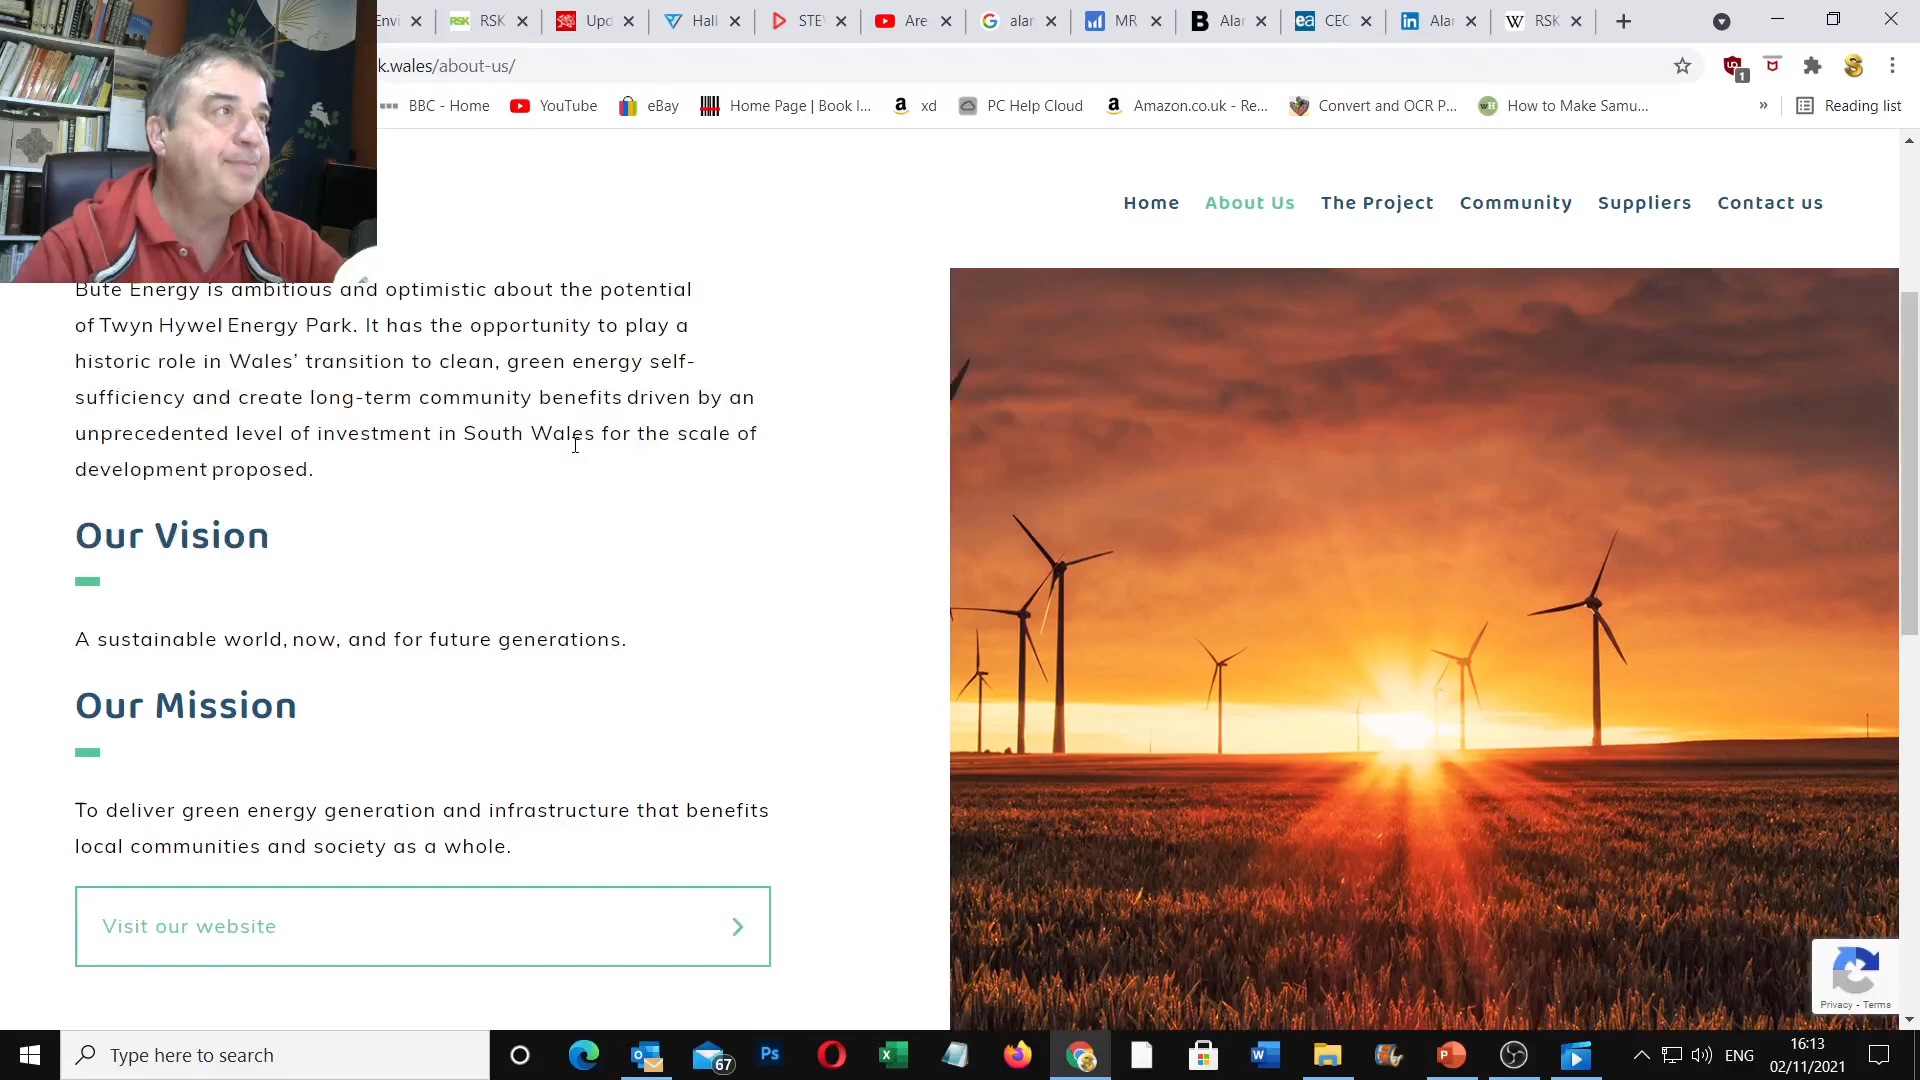 Envi
RSK
Upd
Hall
STEV
Are
alan
MR
Alan
CEC
Alan
RSK
k.wales/about-us/
1
BBC - Home
YouTube
eBay
Home Page | Book I...
xd
PC Help Cloud
Amazon.co.uk - Re...
Convert and OCR P...
How to Make Samu...
»
Reading list
Home
About Us
The Project
Community
Suppliers
Contact us
Bute Energy is ambitious and optimistic about the potential
of Twyn Hywel Energy Park. It has the opportunity to play a
historic role in Wales’ transition to clean, green energy self-
sufficiency and create long-term community benefits driven by an
unprecedented level of investment in South Wales for the scale of
development proposed.
Our Vision
A sustainable world, now, and for future generations.
Our Mission
To deliver green energy generation and infrastructure that benefits
local communities and society as a whole.
Visit our website
Privacy - Terms
Type here to search
67
ENG
16:13
02/11/2021